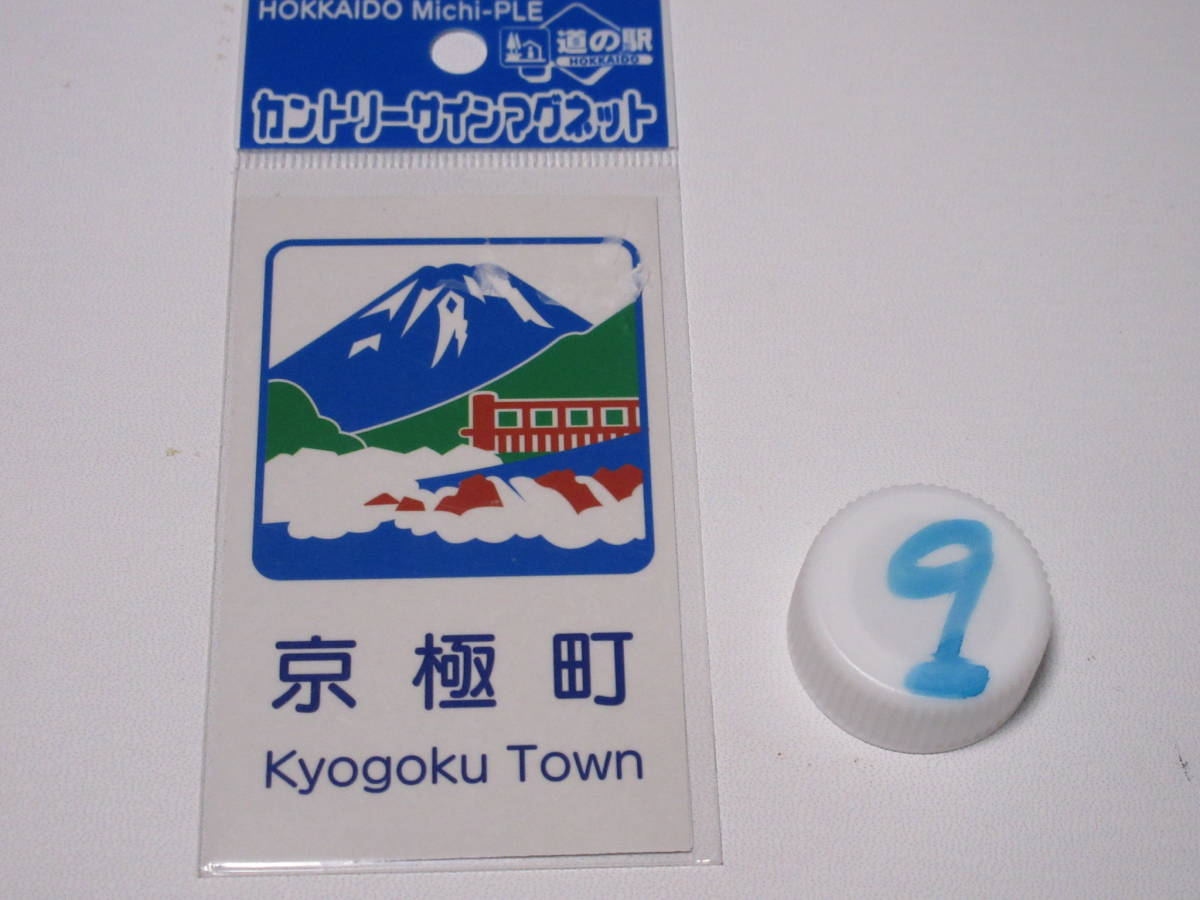 HOKKAIDO Michi-PLE
道の駅
HOKKAIDO
カントリーサインマグネット
京極町
Kyogoku Town
9